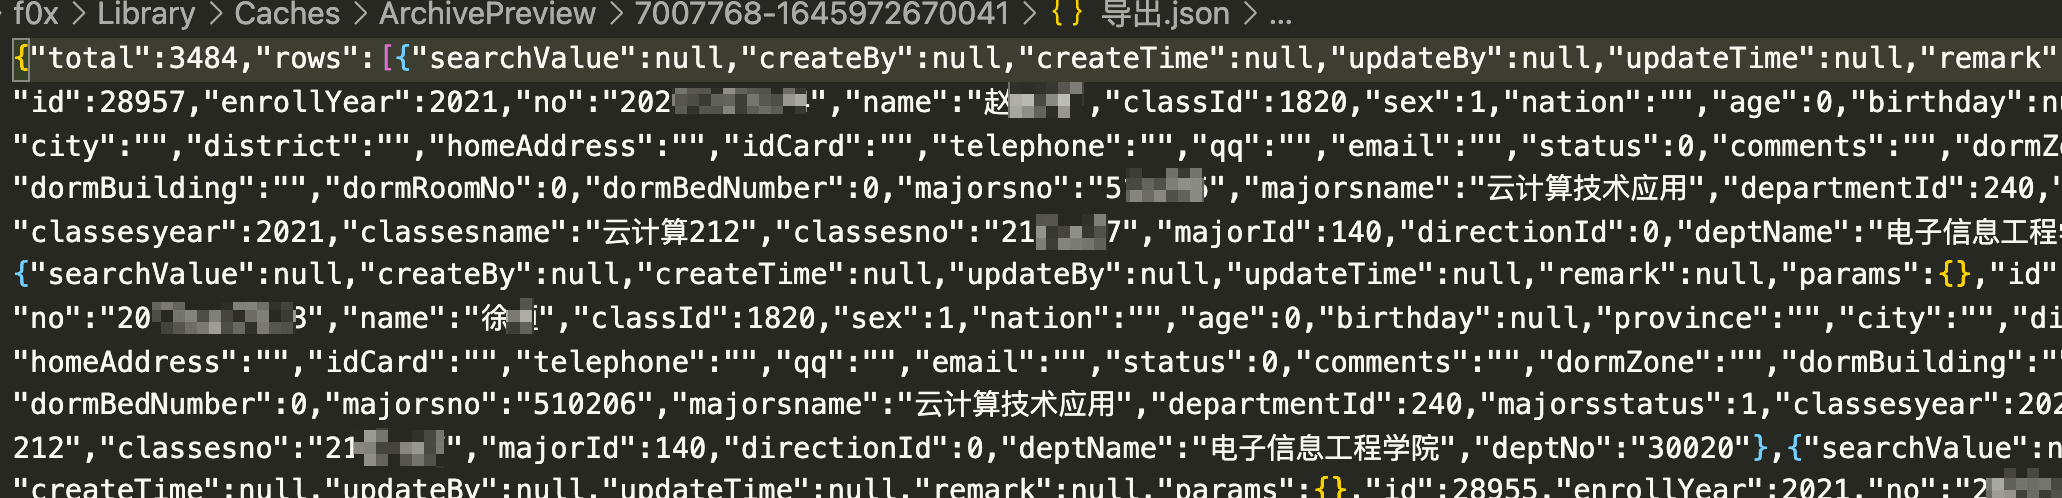 f0x > Library > Caches > ArchivePreview > 7007768-1645972670041 > {} 导出.json > ...
{"total":3484,"rows":[{"searchValue":null,"createBy":null,"createTime":null,"updateBy":null,"updateTime":null,"remark"
"id":28957,"enrollYear":2021,"no":"202 ","name":"赵 ","classId":1820,"sex":1,"nation":"","age":0,"birthday":nu
"city":"","district":"","homeAddress":"","idCard":"","telephone":"","qq":"","email":"","status":0,"comments":"","dormZo
"dormBuilding":"","dormRoomNo":0,"dormBedNumber":0,"majorsno":"5 ","majorsname":"云计算技术应用","departmentId":240,"
"classesyear":2021,"classesname":"云计算212","classesno":"21 7","majorId":140,"directionId":0,"deptName":"电子信息工程学
{"searchValue":null,"createBy":null,"createTime":null,"updateBy":null,"updateTime":null,"remark":null,"params":{},"id"
"no":"20 3","name":"徐 ","classId":1820,"sex":1,"nation":"","age":0,"birthday":null,"province":"","city":"","di
"homeAddress":"","idCard":"","telephone":"","qq":"","email":"","status":0,"comments":"","dormZone":"","dormBuilding":""
"dormBedNumber":0,"majorsno":"510206","majorsname":"云计算技术应用","departmentId":240,"majorsstatus":1,"classesyear":202
212","classesno":"21 ","majorId":140,"directionId":0,"deptName":"电子信息工程学院","deptNo":"30020"},{"searchValue":n
"createTime":null,"updateBy":null,"updateTime":null,"remark":null,"params":{},"id":28955,"enrollYear":2021,"no":"2